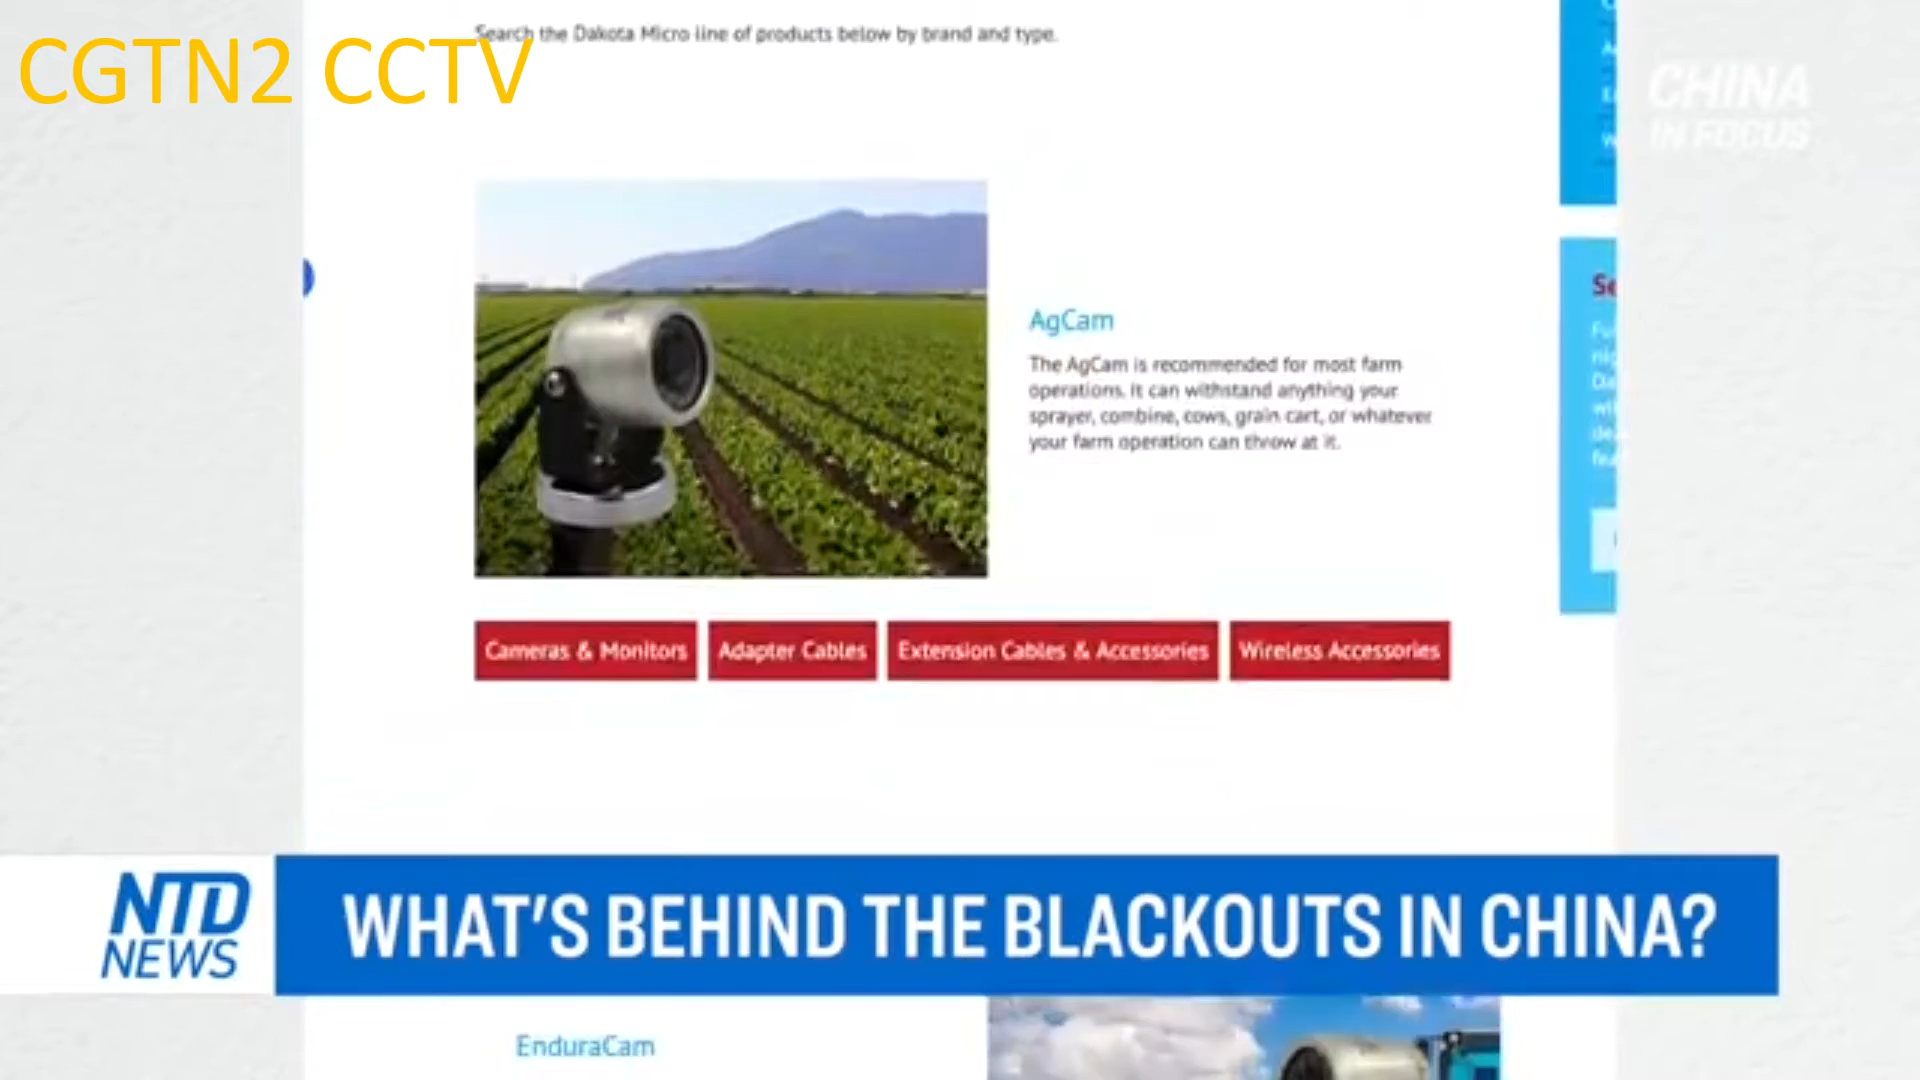 CGTN2 CCTV
Search the Dakota Micro line of products below by brand and type.
CHINA
IN FOCUS
AgCam
The AgCam is recommended for most farm
operations. It can withstand anything your
sprayer, combine, cows, grain cart, or whatever
your farm operation can throw at it.
Cameras & Monitors
Adapter Cables
Extension Cables & Accessories
Wireless Accessories
NTD
NEWS
WHAT'S BEHIND THE BLACKOUTS IN CHINA?
EnduraCam